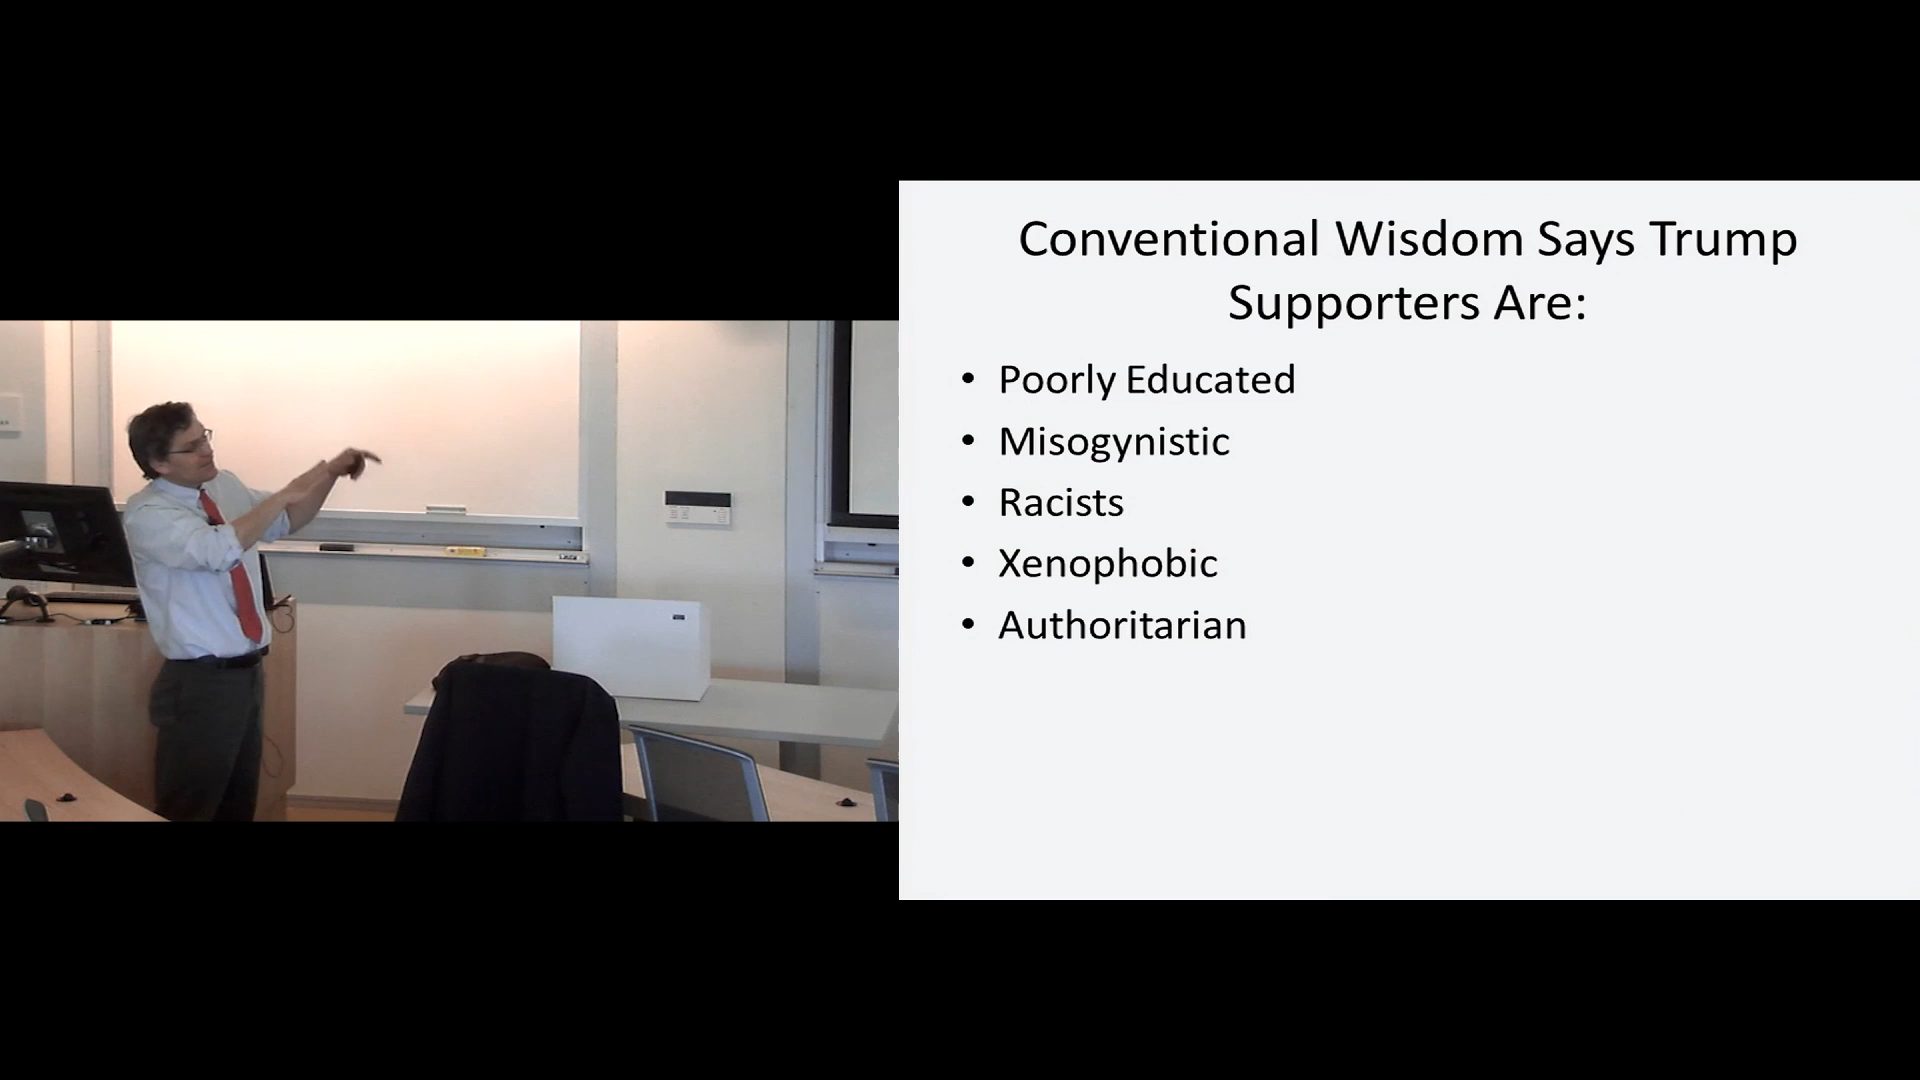 Conventional Wisdom Says Trump
Supporters Are:
• Poorly Educated
• Misogynistic
• Racists
• Xenophobic
• Authoritarian